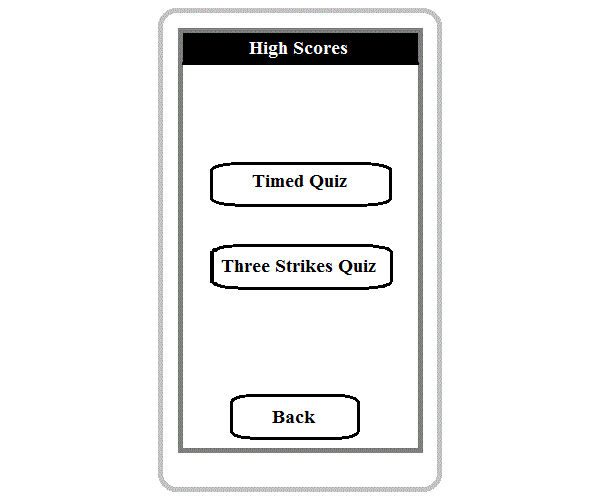 High Scores
Timed Quiz
Three Strikes Quiz
Back